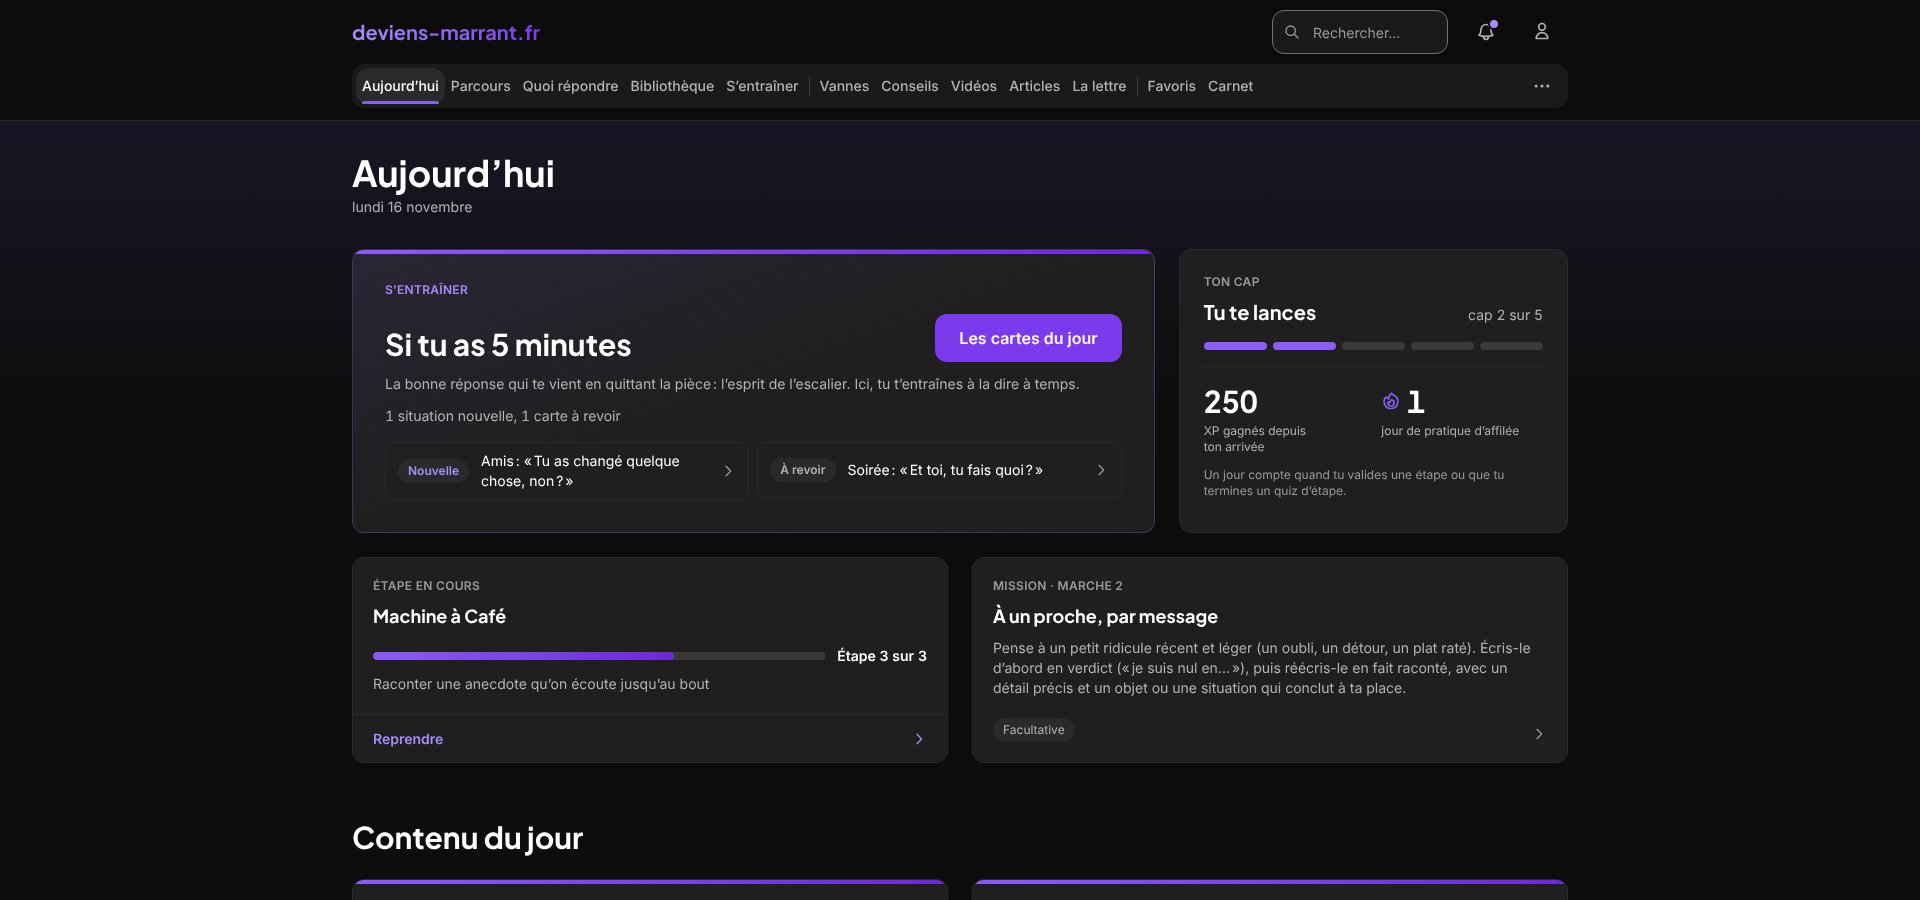 deviens-marrant.fr
Rechercher...
Aujourd’hui
Parcours
Quoi répondre
Bibliothèque
S’entraîner
Vannes
Conseils
Vidéos
Articles
La lettre
Favoris
Carnet
Aujourd’hui
lundi 16 novembre
S’ENTRAÎNER
Si tu as 5 minutes
Les cartes du jour
La bonne réponse qui te vient en quittant la pièce : l’esprit de l’escalier. Ici, tu t’entraînes à la dire à temps.
1 situation nouvelle, 1 carte à revoir
Nouvelle
Amis : « Tu as changé quelque
chose, non ? »
À revoir
Soirée : « Et toi, tu fais quoi ? »
TON CAP
Tu te lances
cap 2 sur 5
250
XP gagnés depuis
ton arrivée
1
jour de pratique d’affilée
Un jour compte quand tu valides une étape ou que tu
termines un quiz d’étape.
ÉTAPE EN COURS
Machine à Café
Étape 3 sur 3
Raconter une anecdote qu’on écoute jusqu’au bout
Reprendre
MISSION · MARCHE 2
À un proche, par message
Pense à un petit ridicule récent et léger (un oubli, un détour, un plat raté). Écris-le
d’abord en verdict (« je suis nul en… »), puis réécris-le en fait raconté, avec un
détail précis et un objet ou une situation qui conclut à ta place.
Facultative
Contenu du jour